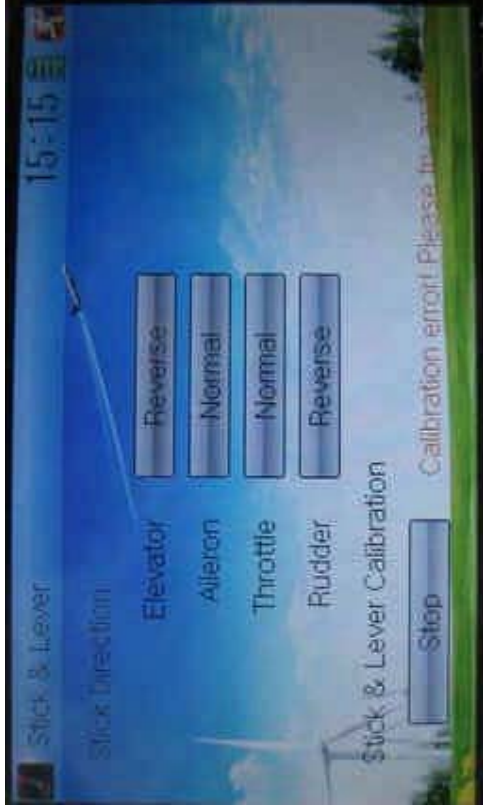 Stick & Lever 15:15
Stick Direction
Elevator Reverse
Aileron Normal
Throttle Normal
Rudder Reverse
Stick & Lever Calibration
Stop Calibration error! Please try